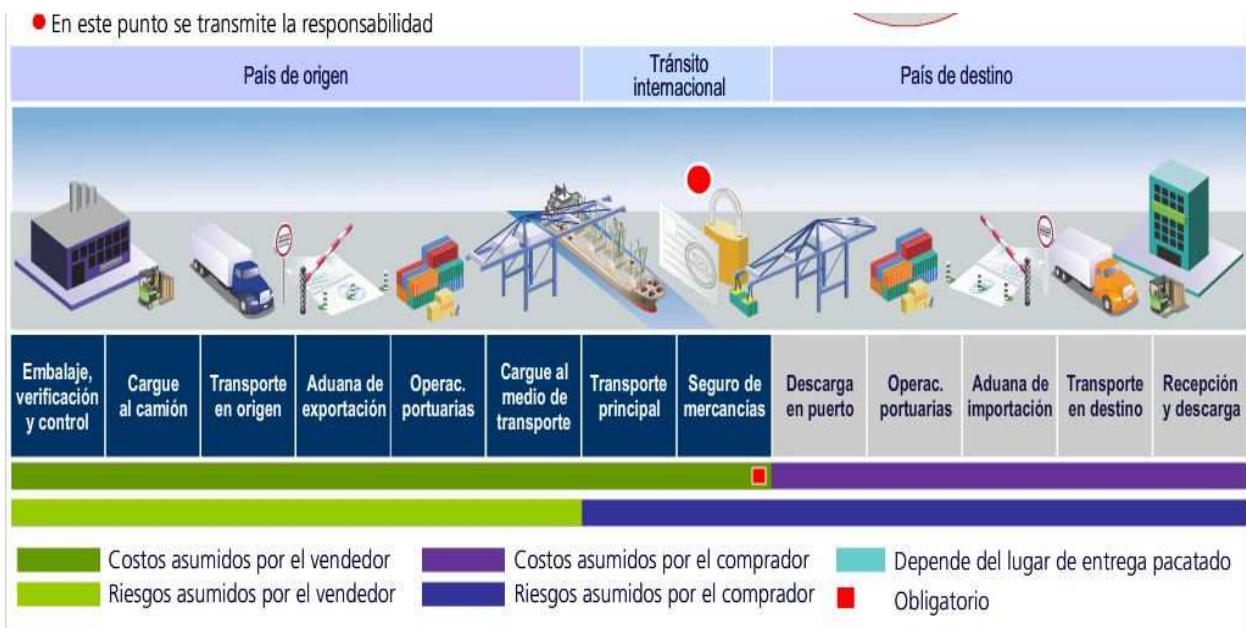 En este punto se transmite la responsabilidad
País de origen
Tránsito
internacional
País de destino
Embalaje,
verificación
y control
Cargue
al camión
Transporte
en origen
Aduana de
exportación
Operac.
portuarias
Cargue al
medio de
transporte
Transporte
principal
Seguro de
mercancías
Descarga
en puerto
Operac.
portuarias
Aduana de
importación
Transporte
en destino
Recepción
y descarga
Costos asumidos por el vendedor
Costos asumidos por el comprador
Depende del lugar de entrega pacatado
Riesgos asumidos por el vendedor
Riesgos asumidos por el comprador
Obligatorio